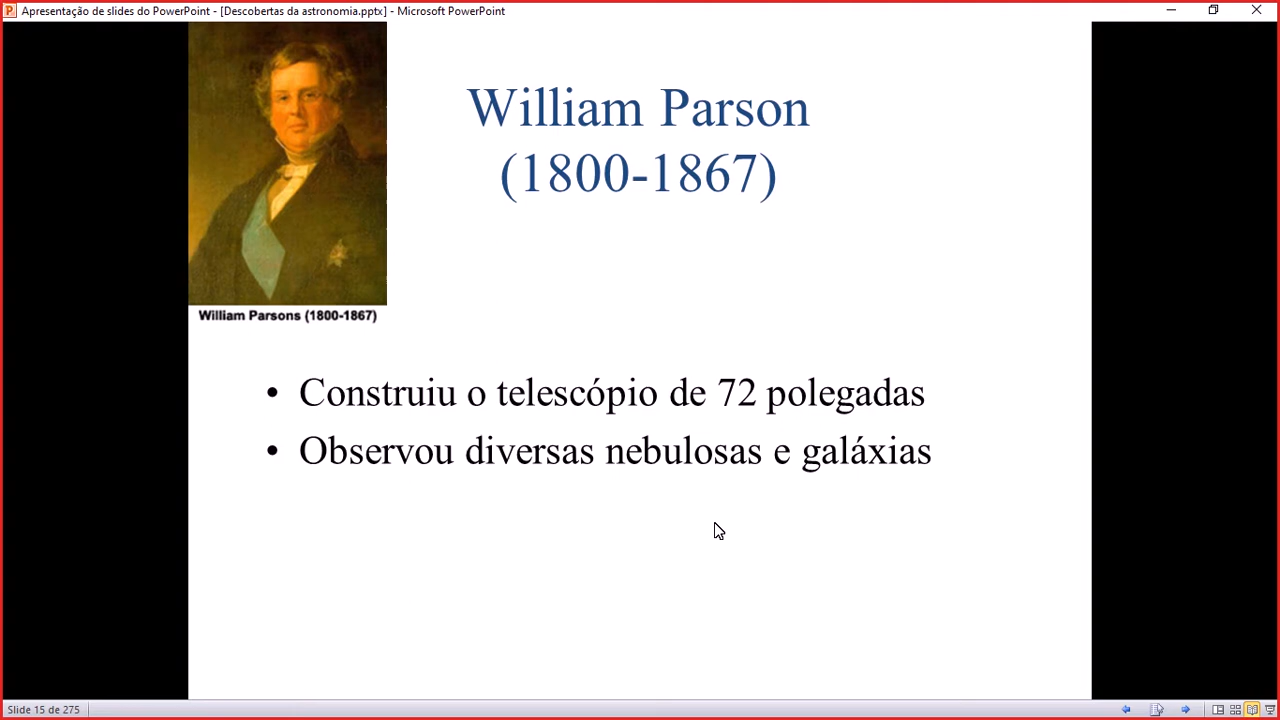 Apresentação de slides do PowerPoint - [Descobertas da astronomia.pptx] - Microsoft PowerPoint
William Parson
(1800-1867)
William Parsons (1800-1867)
• Construiu o telescópio de 72 polegadas
• Observou diversas nebulosas e galáxias
Slide 15 de 275